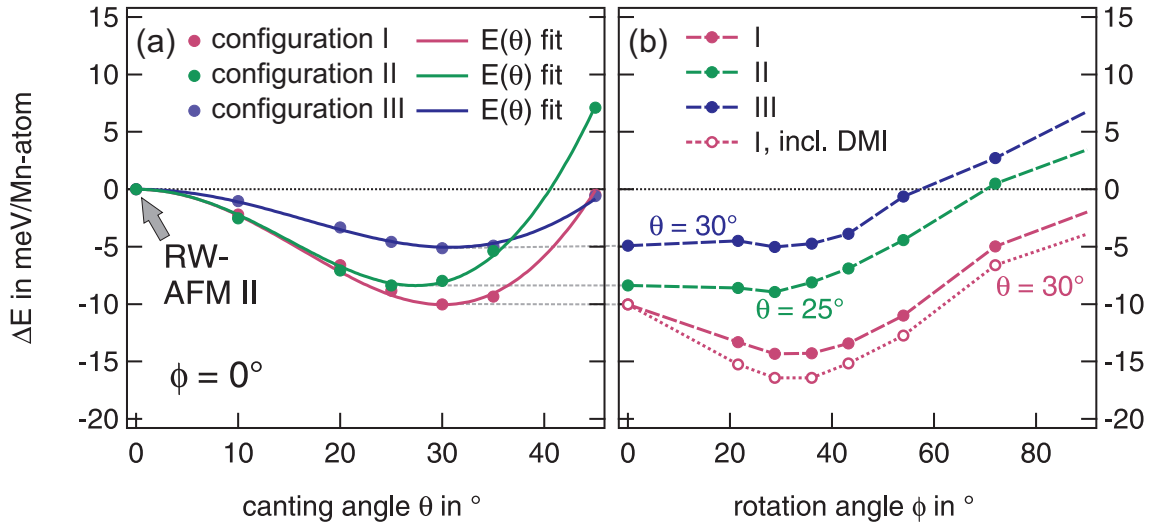 (a)
configuration I
E(θ) fit
configuration II
E(θ) fit
configuration III
E(θ) fit
RW-
AFM II
ϕ = 0°
15
10
5
0
-5
-10
-15
-20
ΔE in meV/Mn-atom
0
10
20
30
40
canting angle θ in °
(b)
I
II
III
I, incl. DMI
θ = 30°
θ = 25°
θ = 30°
15
10
5
0
-5
-10
-15
-20
0
20
40
60
80
rotation angle ϕ in °